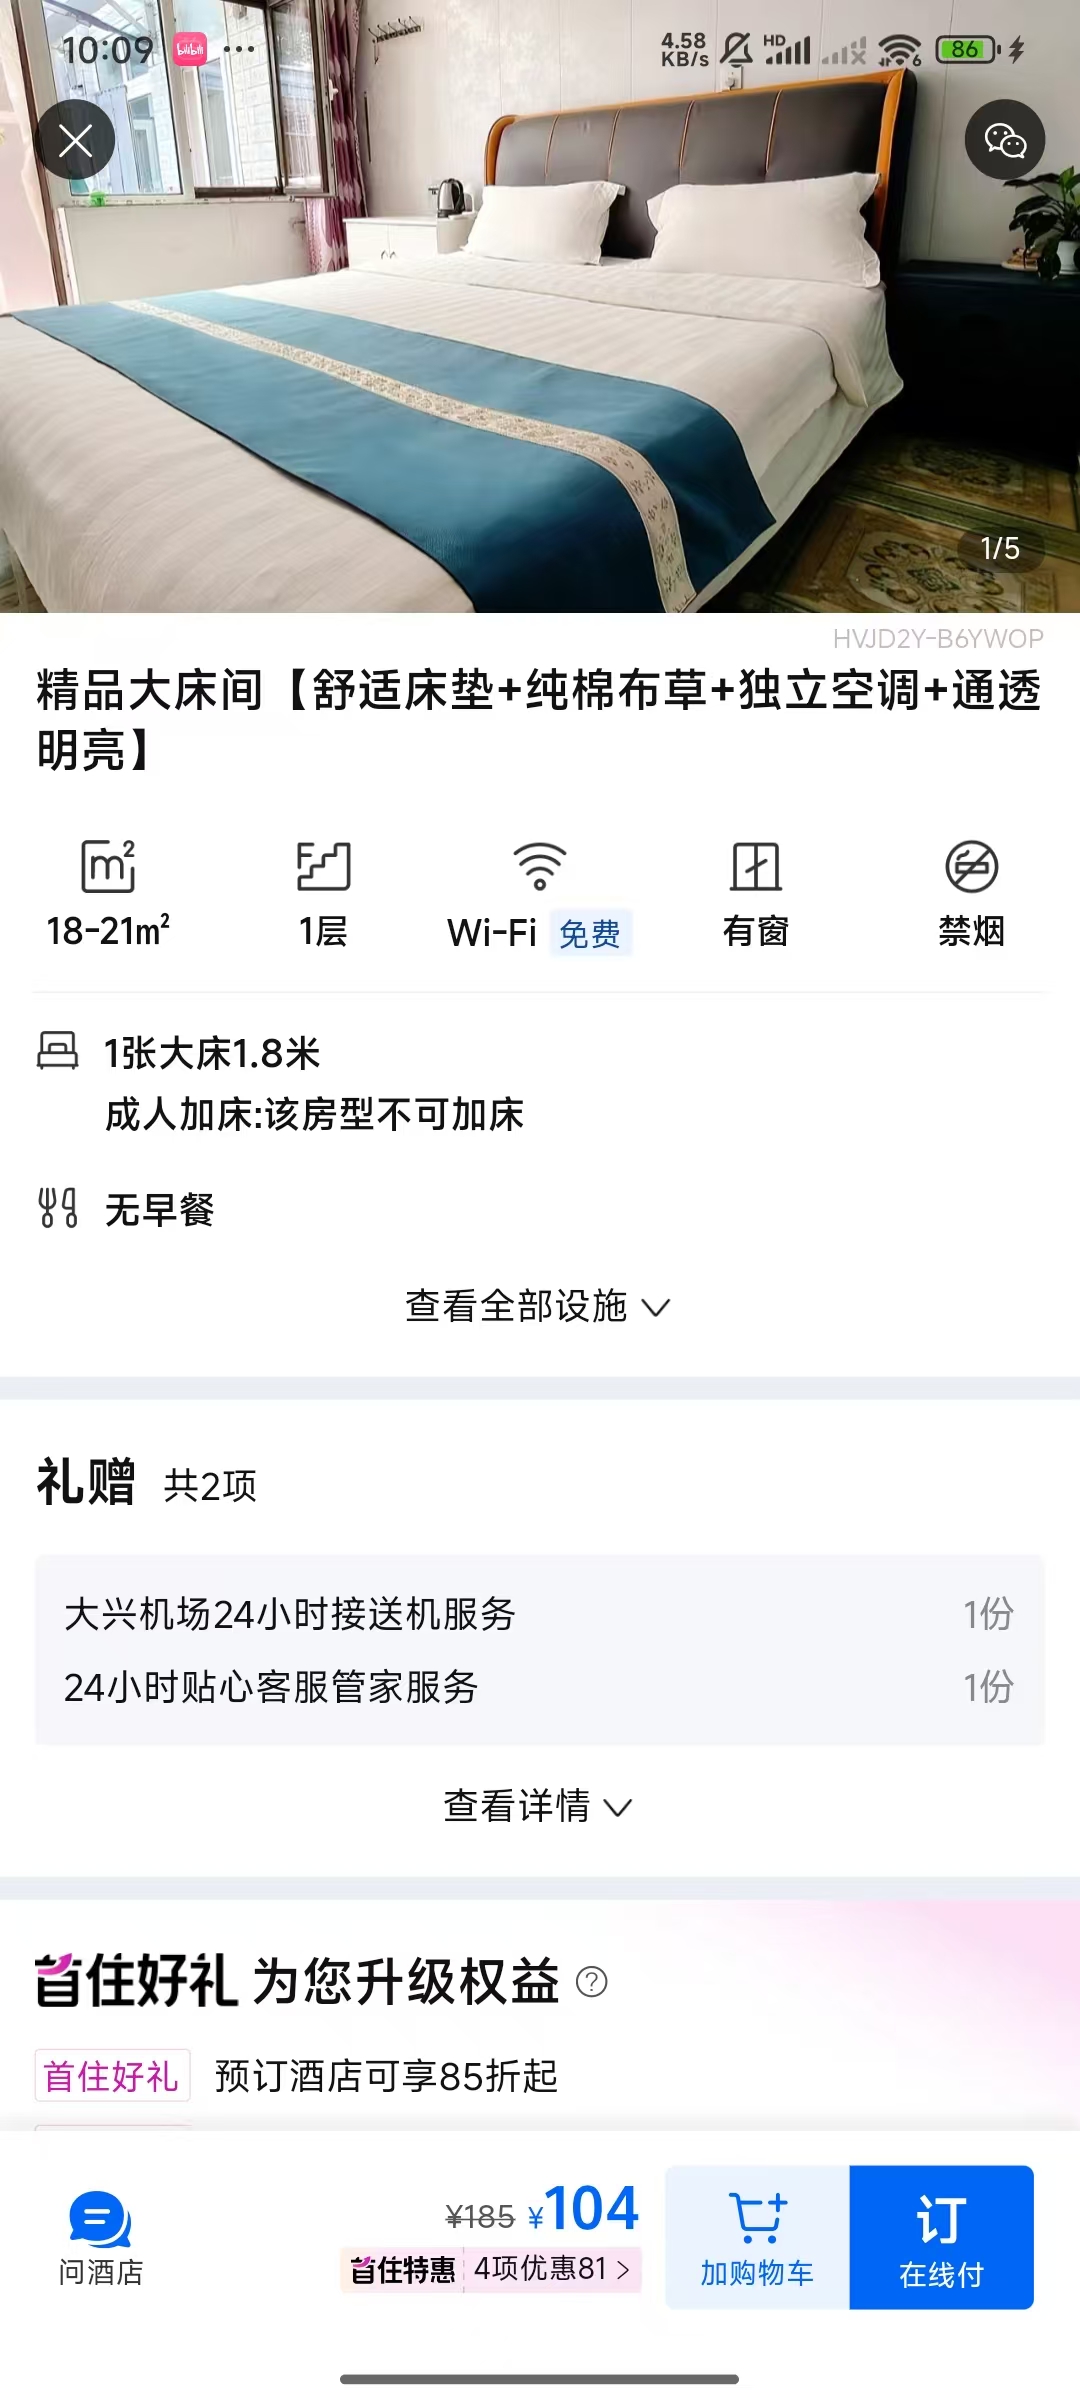 10:09
bilibili
4.58
KB/s
HD
6
86
1/5
HVJD2Y-B6YWOP
精品大床间【舒适床垫+纯棉布草+独立空调+通透
明亮】
18-21m²
1层
Wi-Fi 免费
有窗
禁烟
1张大床1.8米
成人加床:该房型不可加床
无早餐
查看全部设施
礼赠 共2项
大兴机场24小时接送机服务 1份
24小时贴心客服管家服务 1份
查看详情
首住好礼 为您升级权益 ?
首住好礼 预订酒店可享85折起
问酒店
¥185 ¥104
首住特惠 4项优惠81 >
加购物车
订
在线付